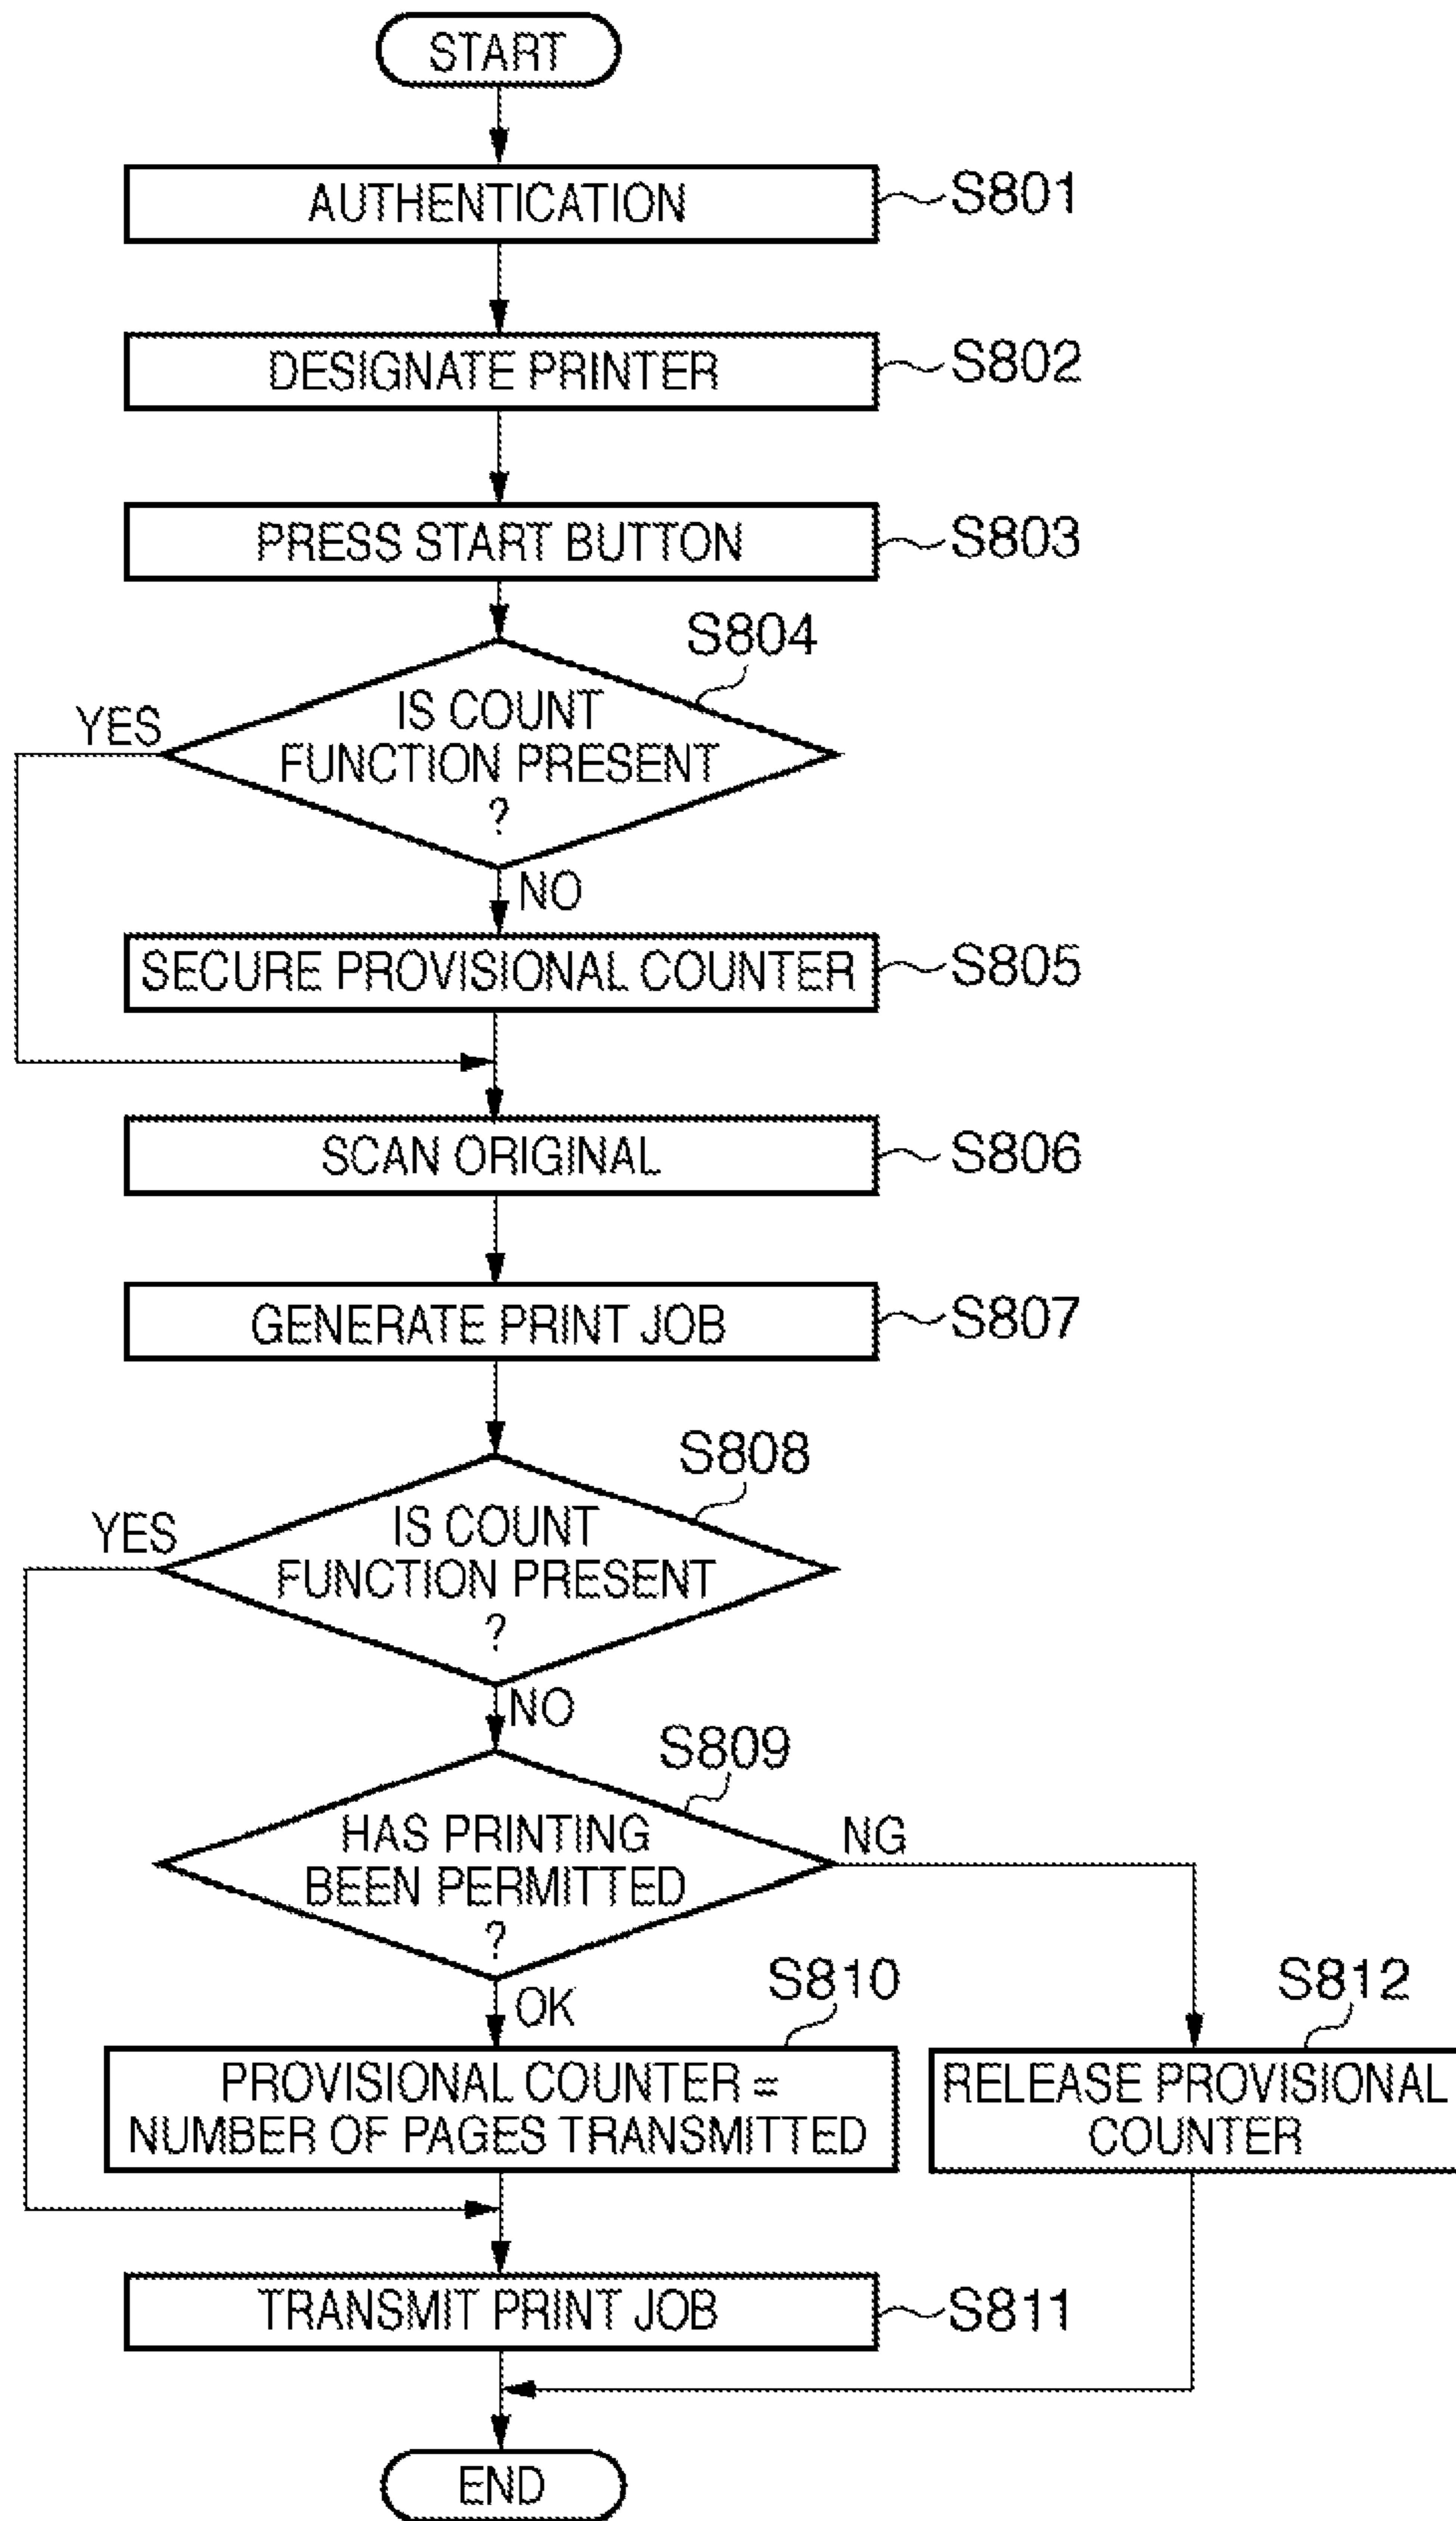 START
AUTHENTICATION
S801
DESIGNATE PRINTER
S802
PRESS START BUTTON
S803
S804
IS COUNT
FUNCTION PRESENT
?
YES
NO
SECURE PROVISIONAL COUNTER
S805
SCAN ORIGINAL
S806
GENERATE PRINT JOB
S807
S808
IS COUNT
FUNCTION PRESENT
?
YES
NO
S809
HAS PRINTING
BEEN PERMITTED
?
NG
OK
S810
PROVISIONAL COUNTER =
NUMBER OF PAGES TRANSMITTED
S812
RELEASE PROVISIONAL
COUNTER
TRANSMIT PRINT JOB
S811
END